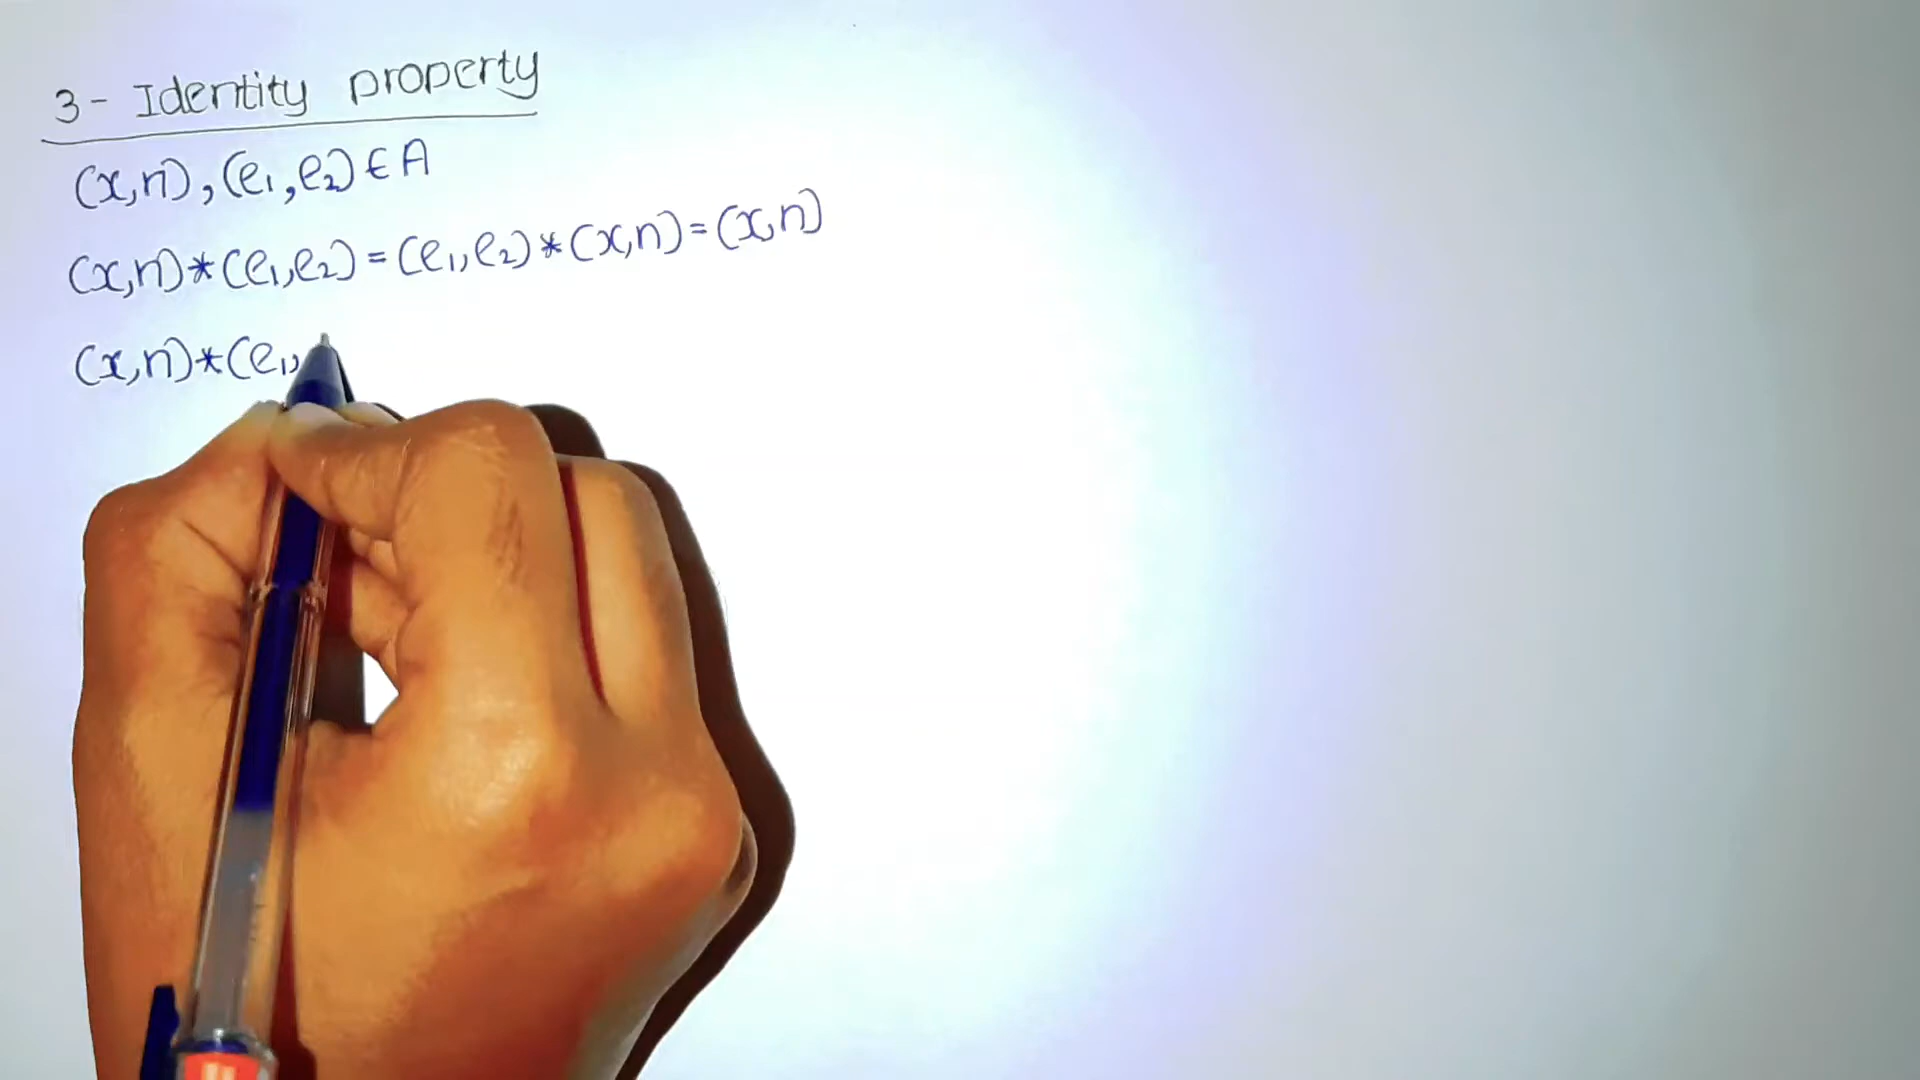 3- Identity property
(x,n),(e₁,e₂)∈A
(x,n)*(e₁,e₂)=(e₁,e₂)*(x,n)=(x,n)
(x,n)*(e₁,